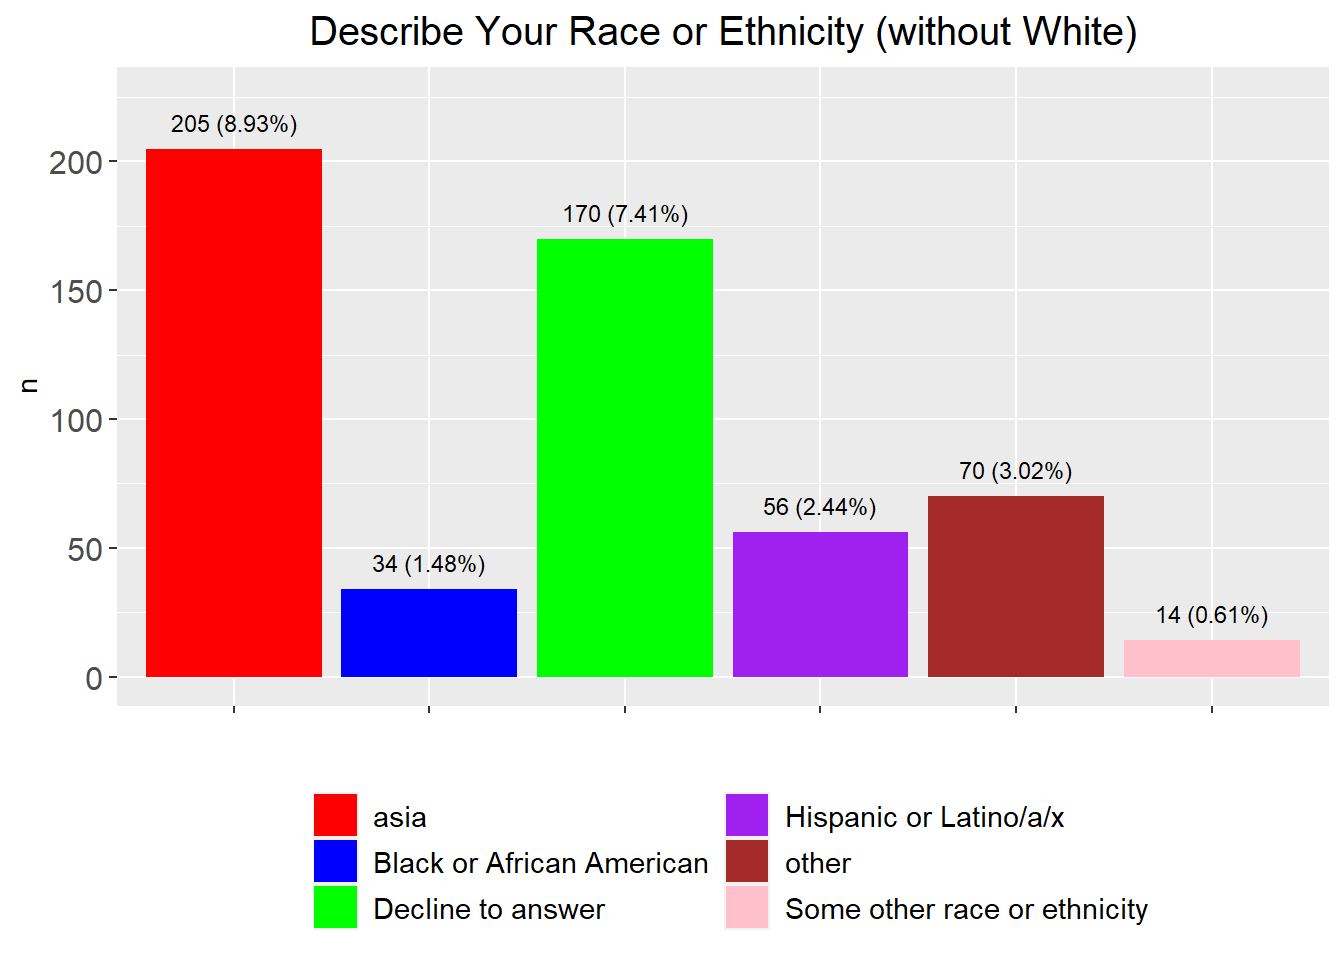 Describe Your Race or Ethnicity (without White)
205 (8.93%)
34 (1.48%)
170 (7.41%)
56 (2.44%)
70 (3.02%)
14 (0.61%)
200
150
100
50
0
n
asia
Black or African American
Decline to answer
Hispanic or Latino/a/x
other
Some other race or ethnicity